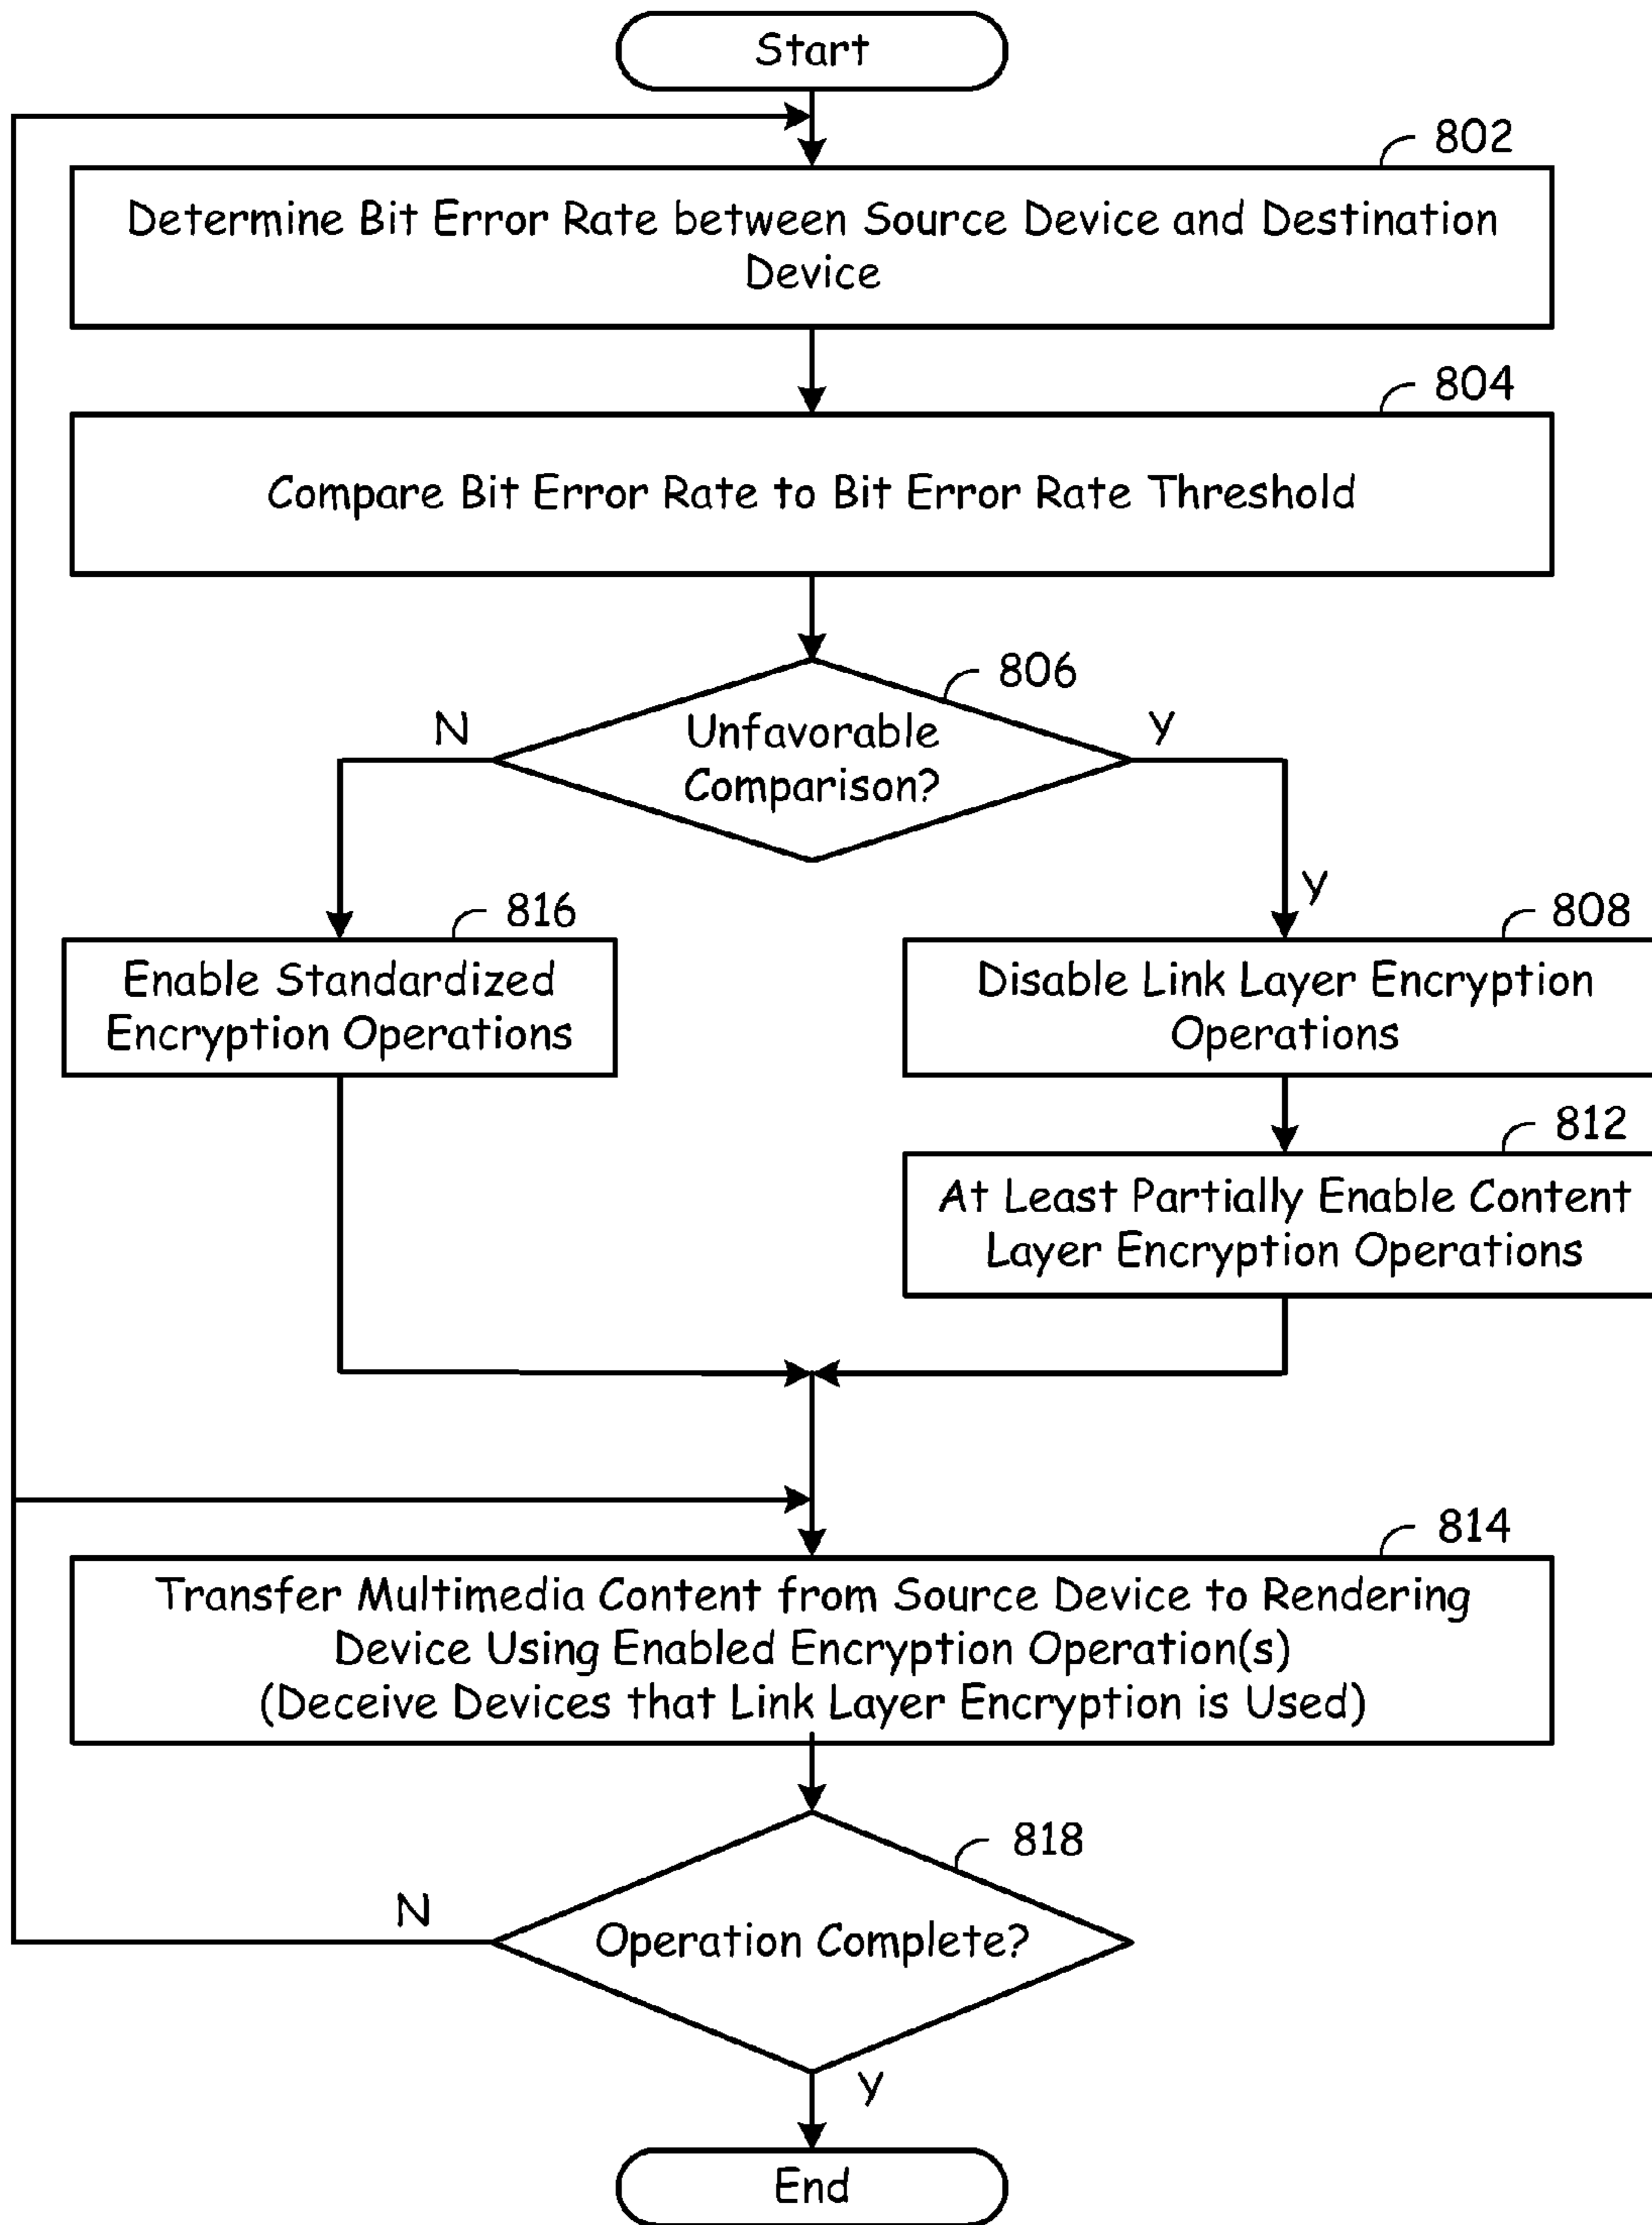 Start
802
Determine Bit Error Rate between Source Device and Destination
Device
804
Compare Bit Error Rate to Bit Error Rate Threshold
806
N
Unfavorable
Comparison?
Y
Y
816
Enable Standardized
Encryption Operations
808
Disable Link Layer Encryption
Operations
812
At Least Partially Enable Content
Layer Encryption Operations
814
Transfer Multimedia Content from Source Device to Rendering
Device Using Enabled Encryption Operation(s)
(Deceive Devices that Link Layer Encryption is Used)
818
N
Operation Complete?
Y
End